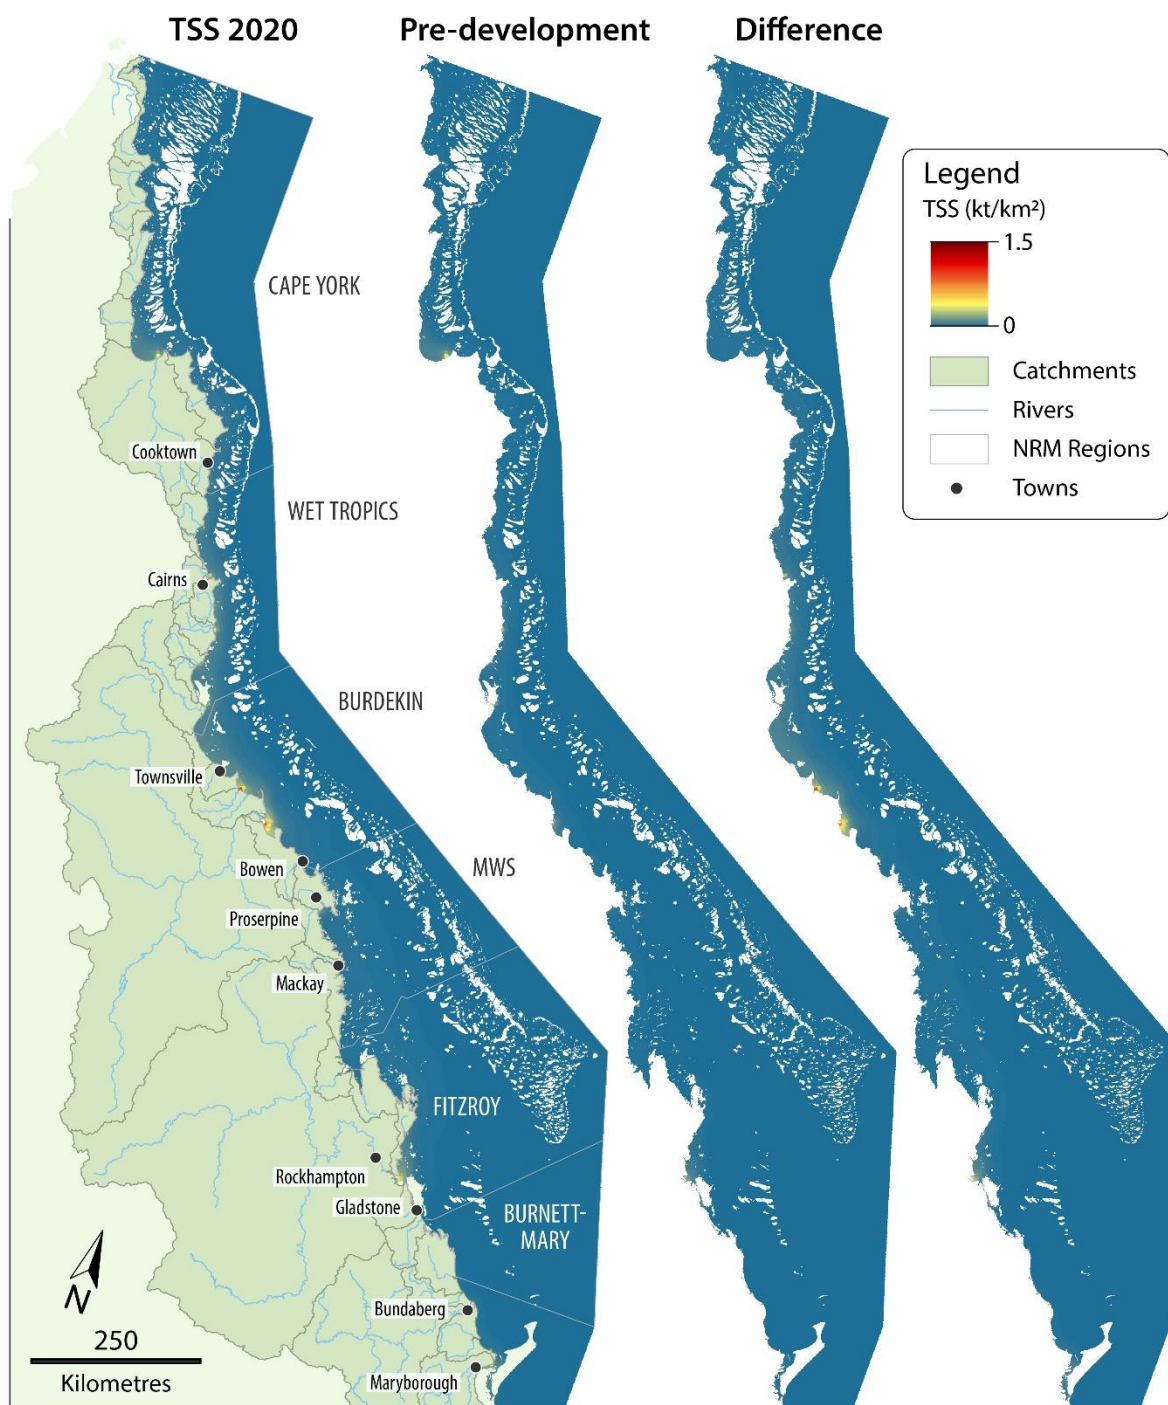 TSS 2020
Pre-development
Difference
Legend
TSS (kt/km²)
1.5
0
Catchments
Rivers
NRM Regions
Towns
CAPE YORK
Cooktown
WET TROPICS
Cairns
BURDEKIN
Townsville
Bowen
MWS
Proserpine
Mackay
FITZROY
Rockhampton
Gladstone
BURNETT-
MARY
N
Bundaberg
250
Kilometres
Maryborough